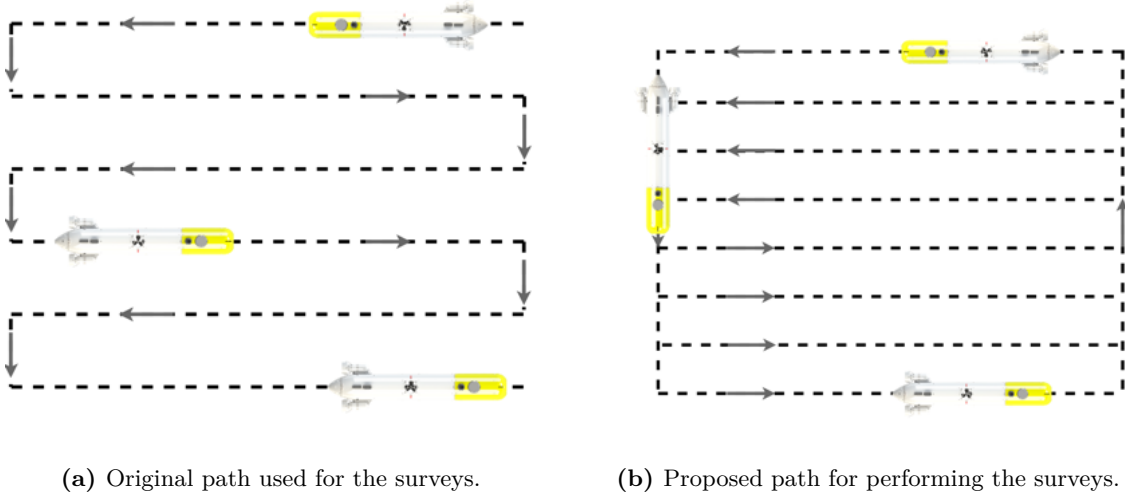 (a) Original path used for the surveys.
(b) Proposed path for performing the surveys.